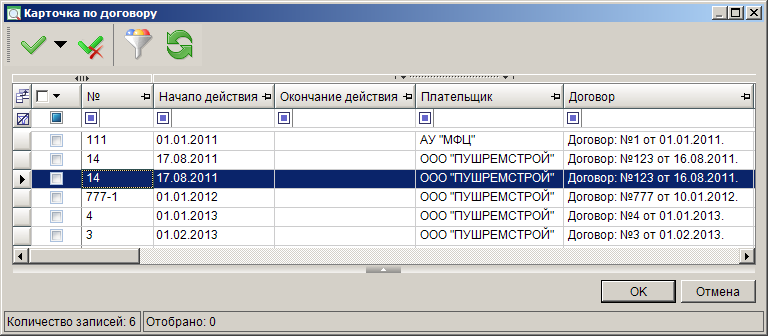 Карточка по договору
№ Начало действия Окончание действия Плательщик Договор
111 01.01.2011 АУ "МФЦ" Договор: №1 от 01.01.2011.
14 17.08.2011 ООО "ПУШРЕМСТРОЙ" Договор: №123 от 16.08.2011.
14 17.08.2011 ООО "ПУШРЕМСТРОЙ" Договор: №123 от 16.08.2011.
777-1 01.01.2012 ООО "ПУШРЕМСТРОЙ" Договор: №777 от 10.01.2012.
4 01.01.2013 ООО "ПУШРЕМСТРОЙ" Договор: №4 от 01.01.2013.
3 01.02.2013 ООО "ПУШРЕМСТРОЙ" Договор: №3 от 01.02.2013.
OK Отмена
Количество записей: 6 Отобрано: 0